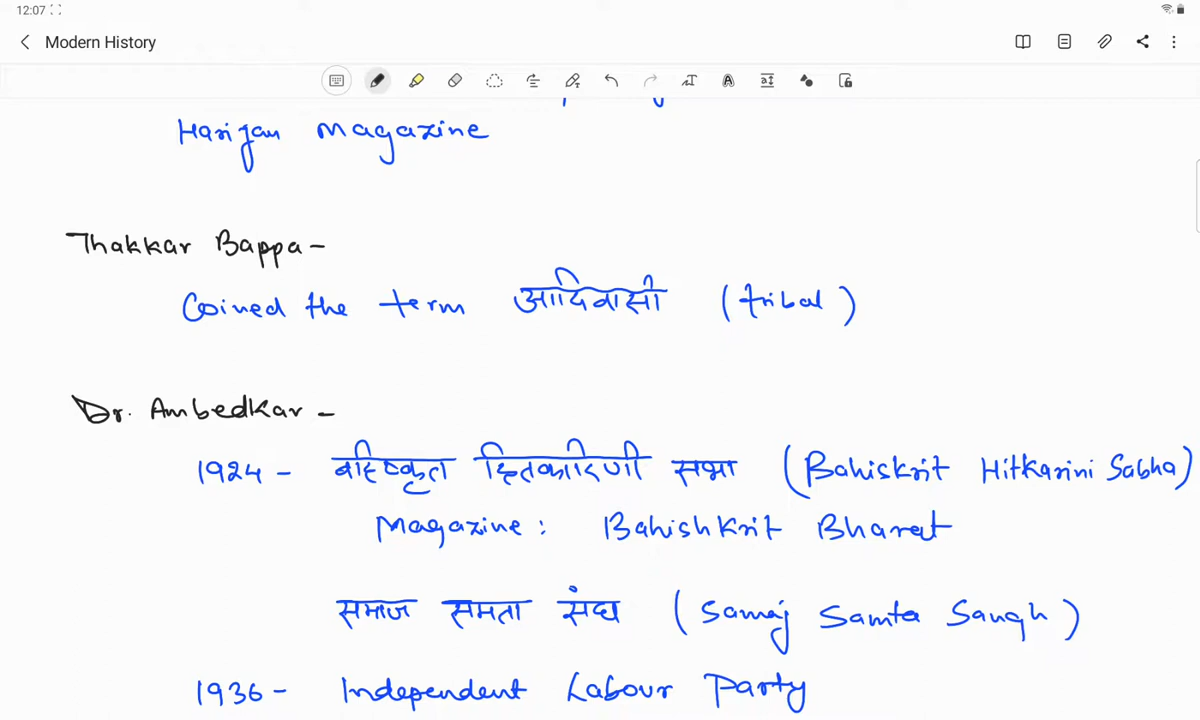 12:07
Modern History
Harijan Magazine
Thakkar Bappa -
Coined the term आदिवासी (tribal)
Dr. Ambedkar -
1924 - बहिष्कृत हितकारिणी सभा (Bahiskrit Hitkarini Sabha)
Magazine: Bahishkrit Bharat
समाज समता संघ (Samaj Samta Sangh)
1936 - Independent Labour Party